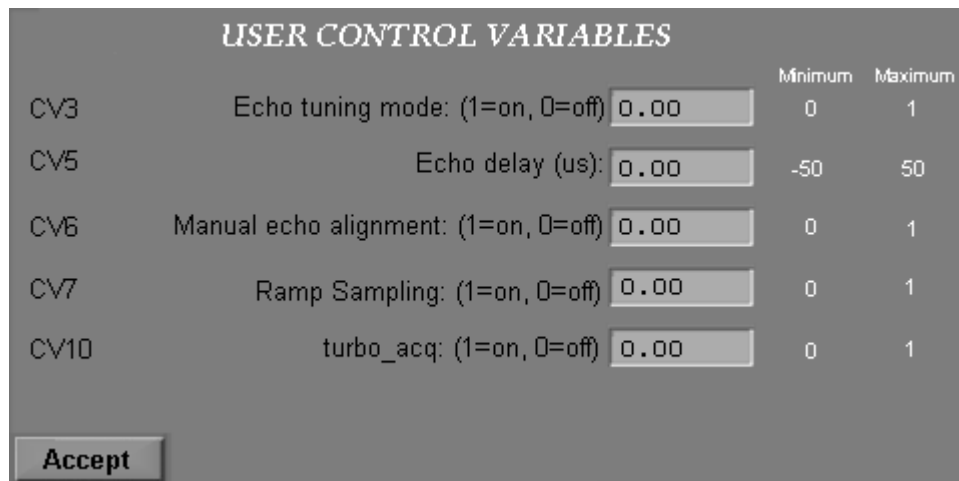 USER CONTROL VARIABLES
Minimum Maximum
CV3 Echo tuning mode: (1=on, 0=off) 0.00 0 1
CV5 Echo delay (us): 0.00 -50 50
CV6 Manual echo alignment: (1=on, 0=off) 0.00 0 1
CV7 Ramp Sampling: (1=on, 0=off) 0.00 0 1
CV10 turbo_acq: (1=on, 0=off) 0.00 0 1
Accept